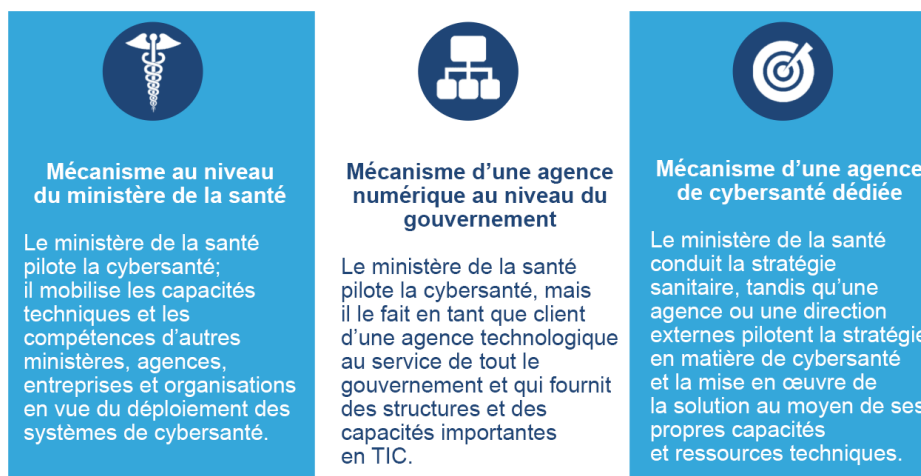 Mécanisme au niveau
du ministère de la santé
Le ministère de la santé
pilote la cybersanté;
il mobilise les capacités
techniques et les
compétences d’autres
ministères, agences,
entreprises et organisations
en vue du déploiement des
systèmes de cybersanté.
Mécanisme d’une agence
numérique au niveau du
gouvernement
Le ministère de la santé
pilote la cybersanté, mais
il le fait en tant que client
d’une agence technologique
au service de tout le
gouvernement et qui fournit
des structures et des
capacités importantes
en TIC.
Mécanisme d’une agence
de cybersanté dédiée
Le ministère de la santé
conduit la stratégie
sanitaire, tandis qu’une
agence ou une direction
externes pilotent la stratégie
en matière de cybersanté
et la mise en œuvre de
la solution au moyen de ses
propres capacités
et ressources techniques.